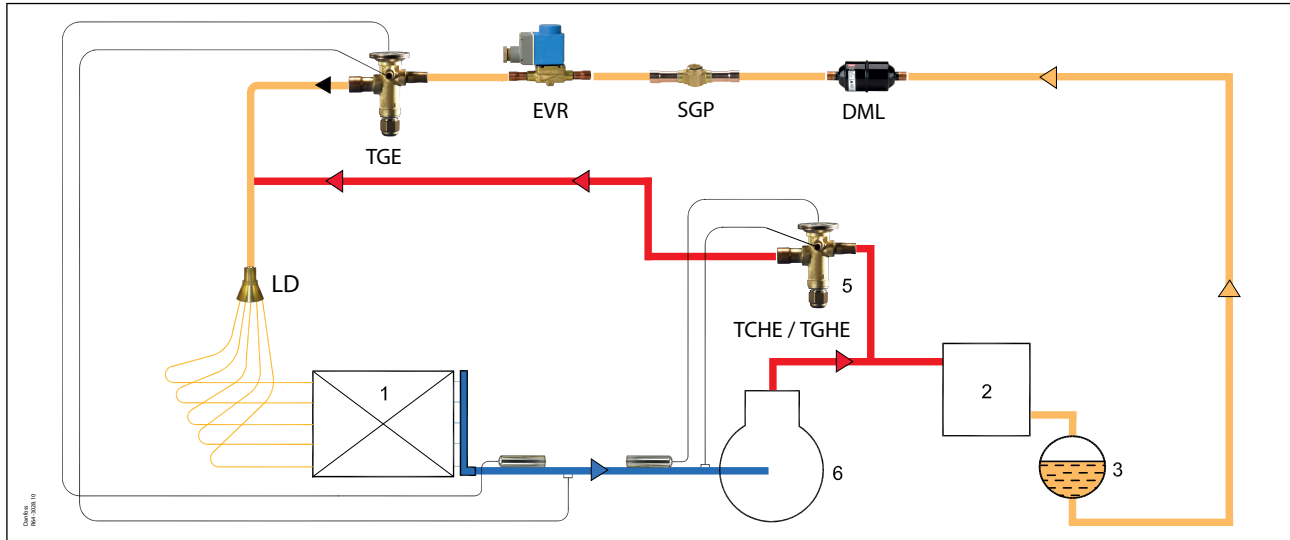 TGE
EVR
SGP
DML
LD
5
TCHE / TGHE
1
2
6
3
Danfoss
R64-3028.10